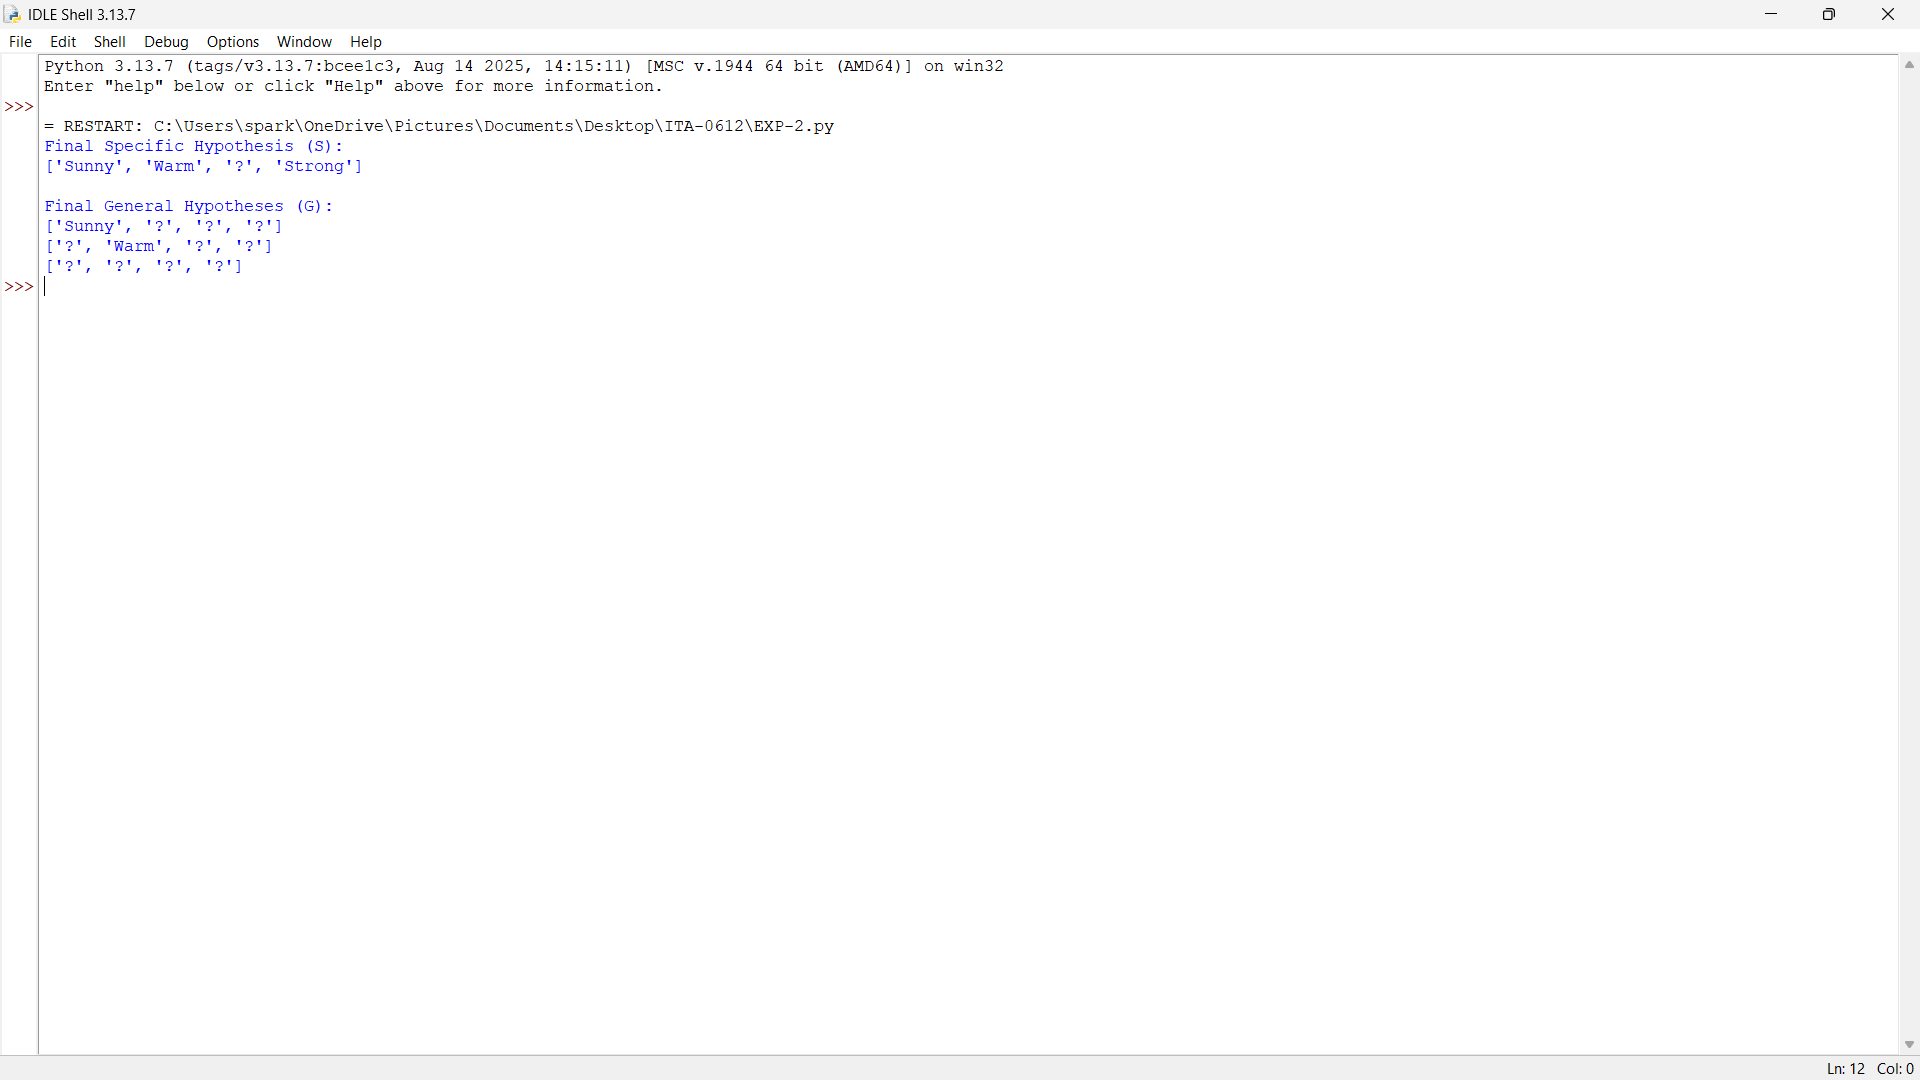 IDLE Shell 3.13.7
File Edit Shell Debug Options Window Help
Python 3.13.7 (tags/v3.13.7:bcee1c3, Aug 14 2025, 14:15:11) [MSC v.1944 64 bit (AMD64)] on win32
Enter "help" below or click "Help" above for more information.
>>>
= RESTART: C:\Users\spark\OneDrive\Pictures\Documents\Desktop\ITA-0612\EXP-2.py
Final Specific Hypothesis (S):
['Sunny', 'Warm', '?', 'Strong']
Final General Hypotheses (G):
['Sunny', '?', '?', '?']
['?', 'Warm', '?', '?']
['?', '?', '?', '?']
>>>
Ln: 12 Col: 0